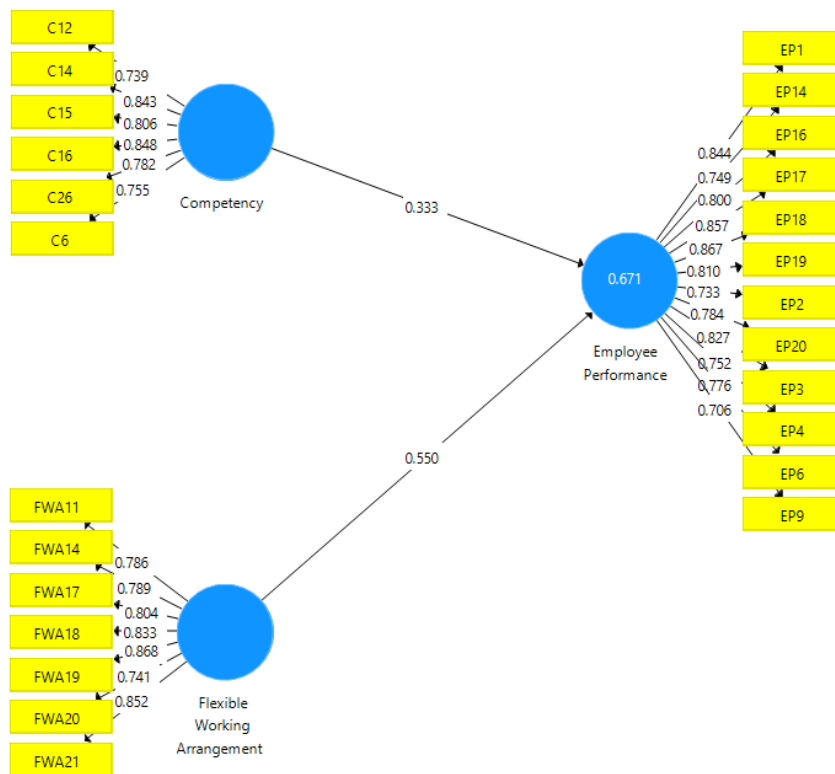 C12
C14
C15
C16
C26
C6
0.739
0.843
0.806
0.848
0.782
0.755
Competency
0.333
0.550
FWA11
FWA14
FWA17
FWA18
FWA19
FWA20
FWA21
0.786
0.789
0.804
0.833
0.868
0.741
0.852
Flexible
Working
Arrangement
0.671
Employee
Performance
0.844
0.749
0.800
0.857
0.867
0.810
0.733
0.784
0.827
0.752
0.776
0.706
EP1
EP14
EP16
EP17
EP18
EP19
EP2
EP20
EP3
EP4
EP6
EP9